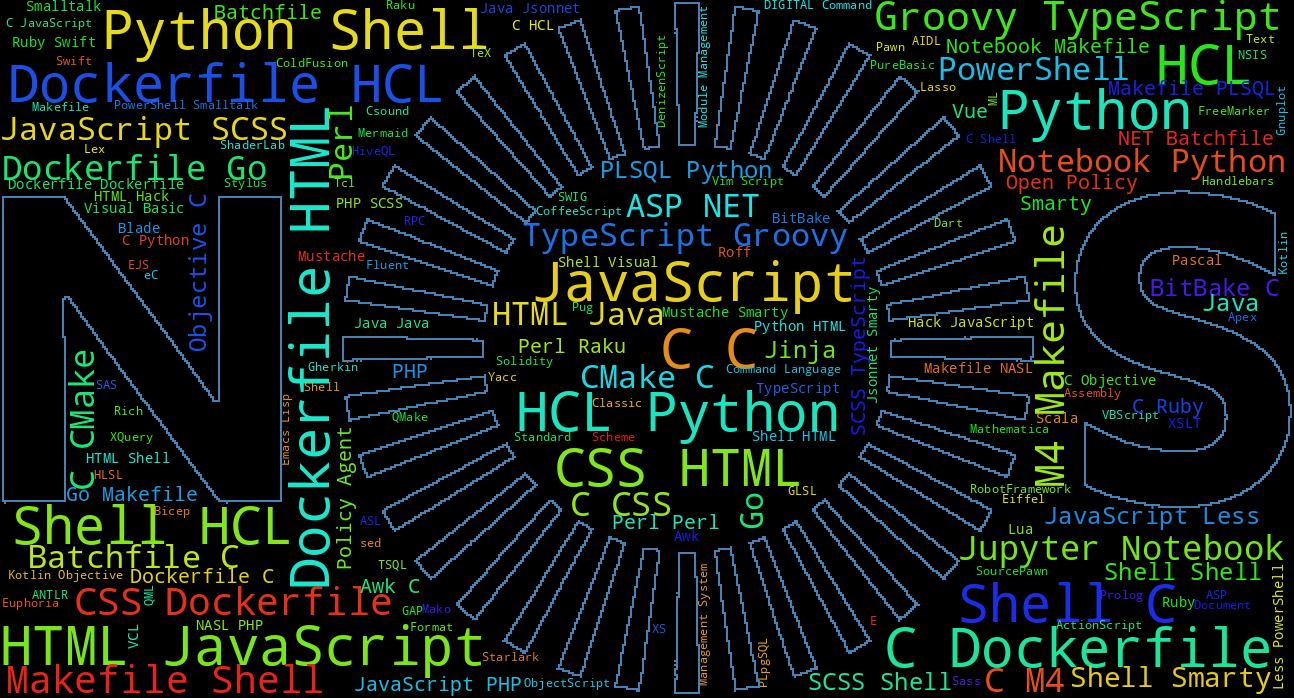 Smalltalk
Batchfile
Raku
Java Jsonnet
DIGITAL Command
C JavaScript
Python Shell
C HCL
Groovy TypeScript
Ruby Swift
TeX
Pawn
AIDL
Notebook Makefile
Text
Swift
ColdFusion
DenizenScript
Module Management
PureBasic
PowerShell
HCL
NSIS
Dockerfile HCL
Lasso
Makefile PLSQL
Makefile
PowerShell Smalltalk
Csound
Vue
ML
Python
FreeMarker
Gnuplot
JavaScript SCSS
Perl
Mermaid
C Shell
NET Batchfile
Lex
ShaderLab
HiveQL
Notebook Python
Dockerfile Go
HTML
PLSQL Python
Dockerfile Dockerfile
Stylus
Tcl
Vim Script
Open Policy
Handlebars
HTML Hack
PHP SCSS
SWIG
ASP NET
Smarty
Visual Basic
CoffeeScript
BitBake
Blade
RPC
TypeScript Groovy
Dart
C Python
Objective C
Mustache
Roff
Kotlin
EJS
Fluent
Shell Visual
Pascal
eC
JavaScript
BitBake C
Pug
HTML Java
Mustache Smarty
Java
Java Java
Python HTML
SCSS TypeScript
Jsonnet Smarty
Hack JavaScript
Apex
Perl Raku
C C
Jinja
Makefile
Solidity
Gherkin
PHP
Command Language
Makefile NASL
C CMake
SAS
Shell
Yacc
CMake C
TypeScript
C Objective
Assembly
Rich
Emacs Lisp
Dockerfile
QMake
HCL Python
Classic
VBScript
C Ruby
Scala
XSLT
XQuery
Standard
Scheme
Shell HTML
Mathematica
HTML Shell
CSS HTML
M4
HLSL
Policy Agent
GLSL
RobotFramework
Go Makefile
C CSS
Go
Eiffel
Bicep
ASL
Perl Perl
JavaScript Less
Shell HCL
Awk
Lua
sed
Jupyter Notebook
Batchfile C
TSQL
SourcePawn
Shell Shell
Kotlin Objective
Dockerfile C
Awk C
ANTLR
QML
Euphoria
CSS Dockerfile
GAP
Mako
Management System
Shell C
Prolog
Ruby
ASP
Document
Less PowerShell
VCL
NASL PHP
Format
XS
E
ActionScript
HTML JavaScript
Starlark
PLpgSQL
C Dockerfile
Makefile Shell
JavaScript PHP
ObjectScript
SCSS Shell
Sass
C M4
Shell Smarty
N
S